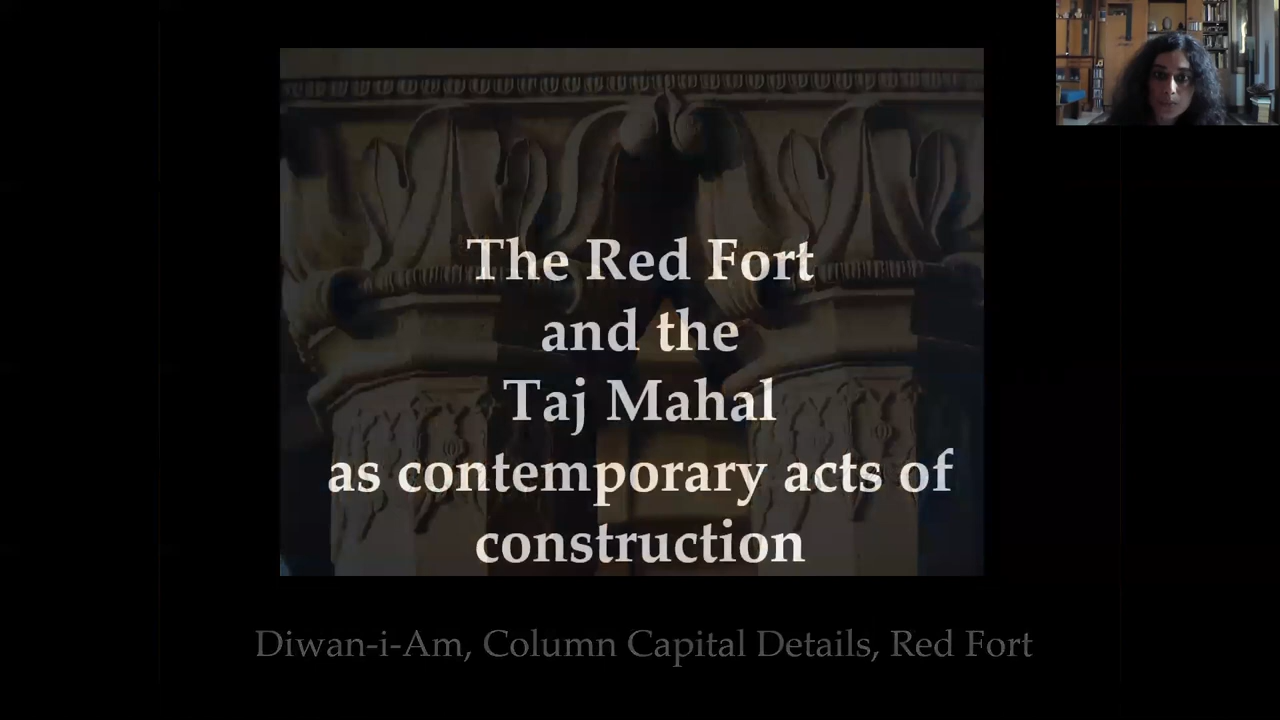 The Red Fort
and the
Taj Mahal
as contemporary acts of
construction
Diwan-i-Am, Column Capital Details, Red Fort